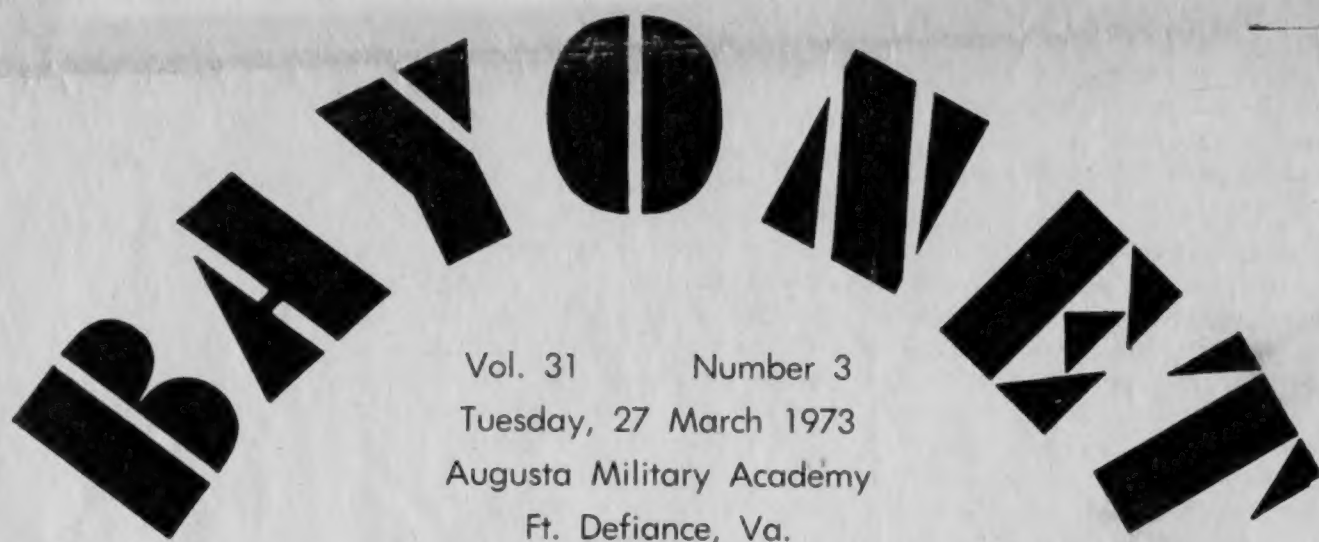 BAYONET
Vol. 31 Number 3
Tuesday, 27 March 1973
Augusta Military Academy
Ft. Defiance, Va.